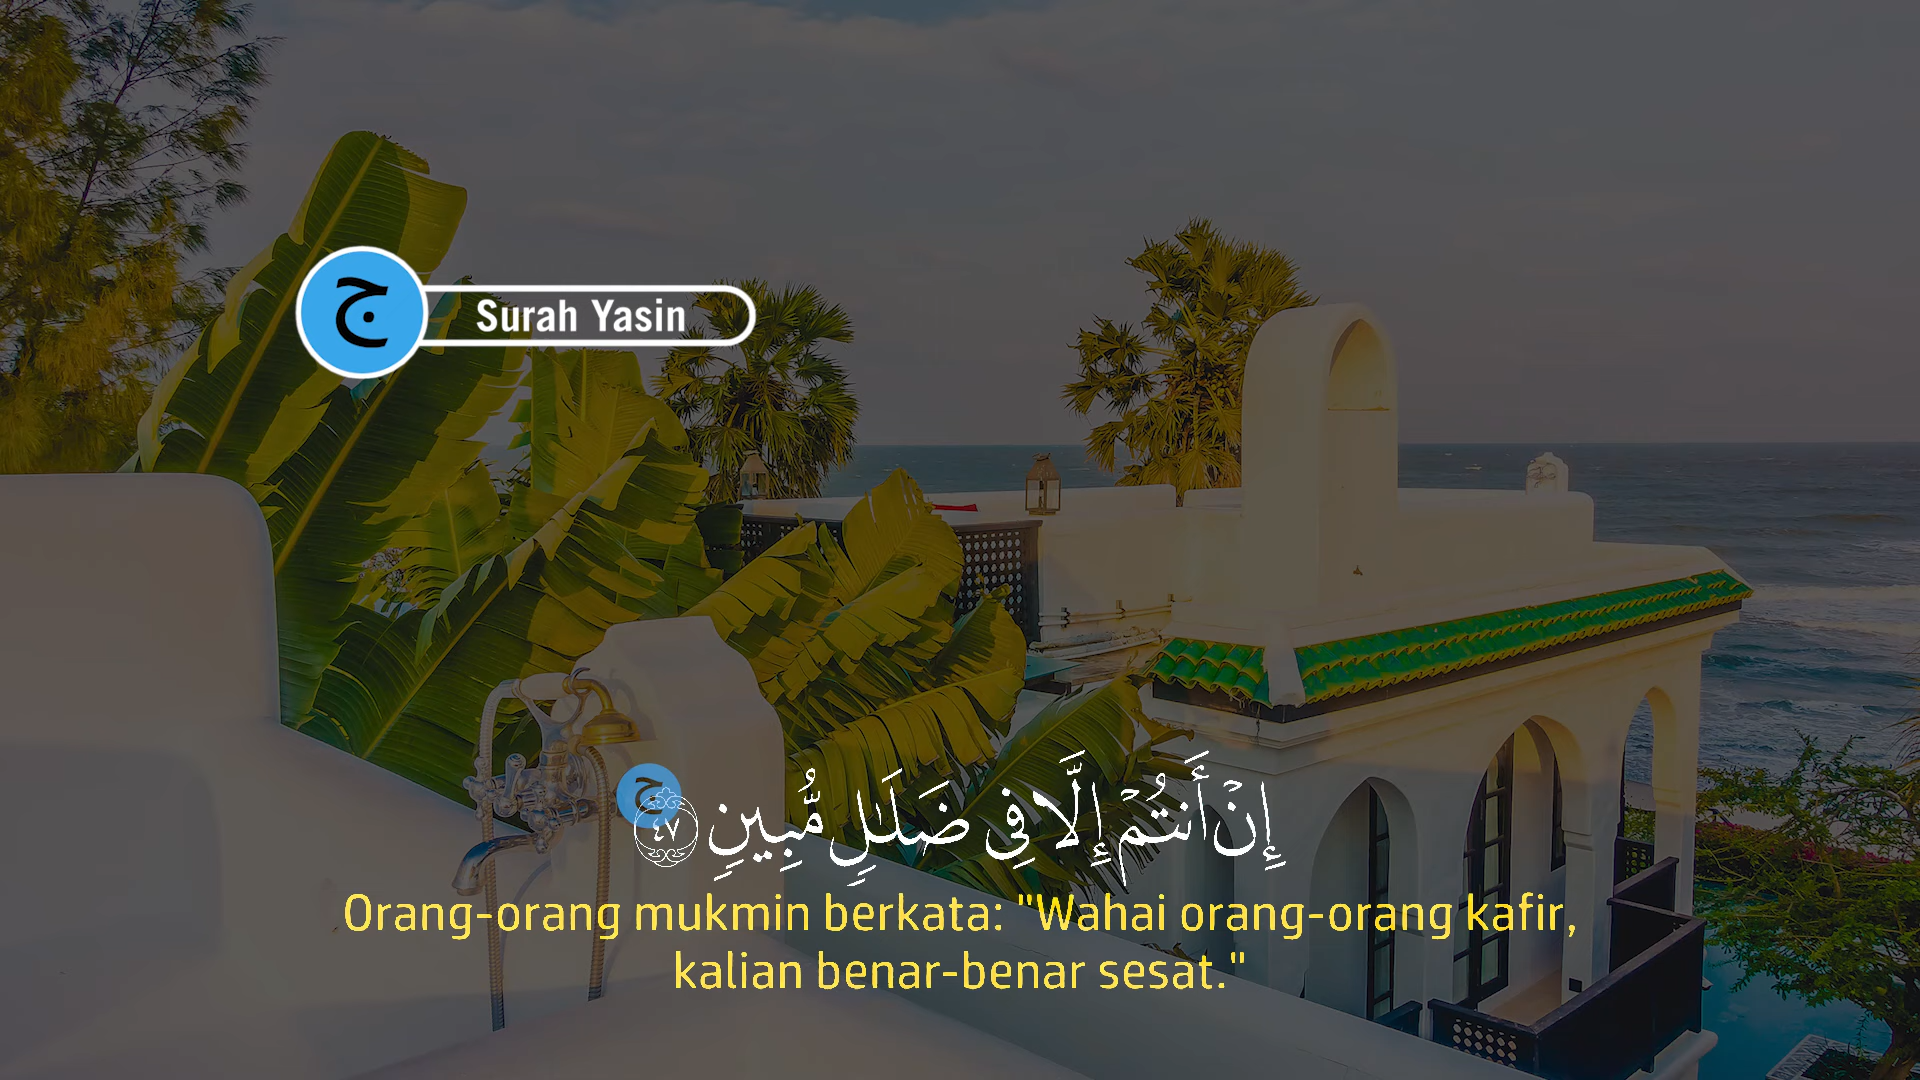 ج
Surah Yasin
إِنْ أَنتُمْ إِلَّا فِي ضَلَـٰلٍ مُّبِينٍ ٤٧
ج
Orang-orang mukmin berkata: "Wahai orang-orang kafir,
kalian benar-benar sesat."